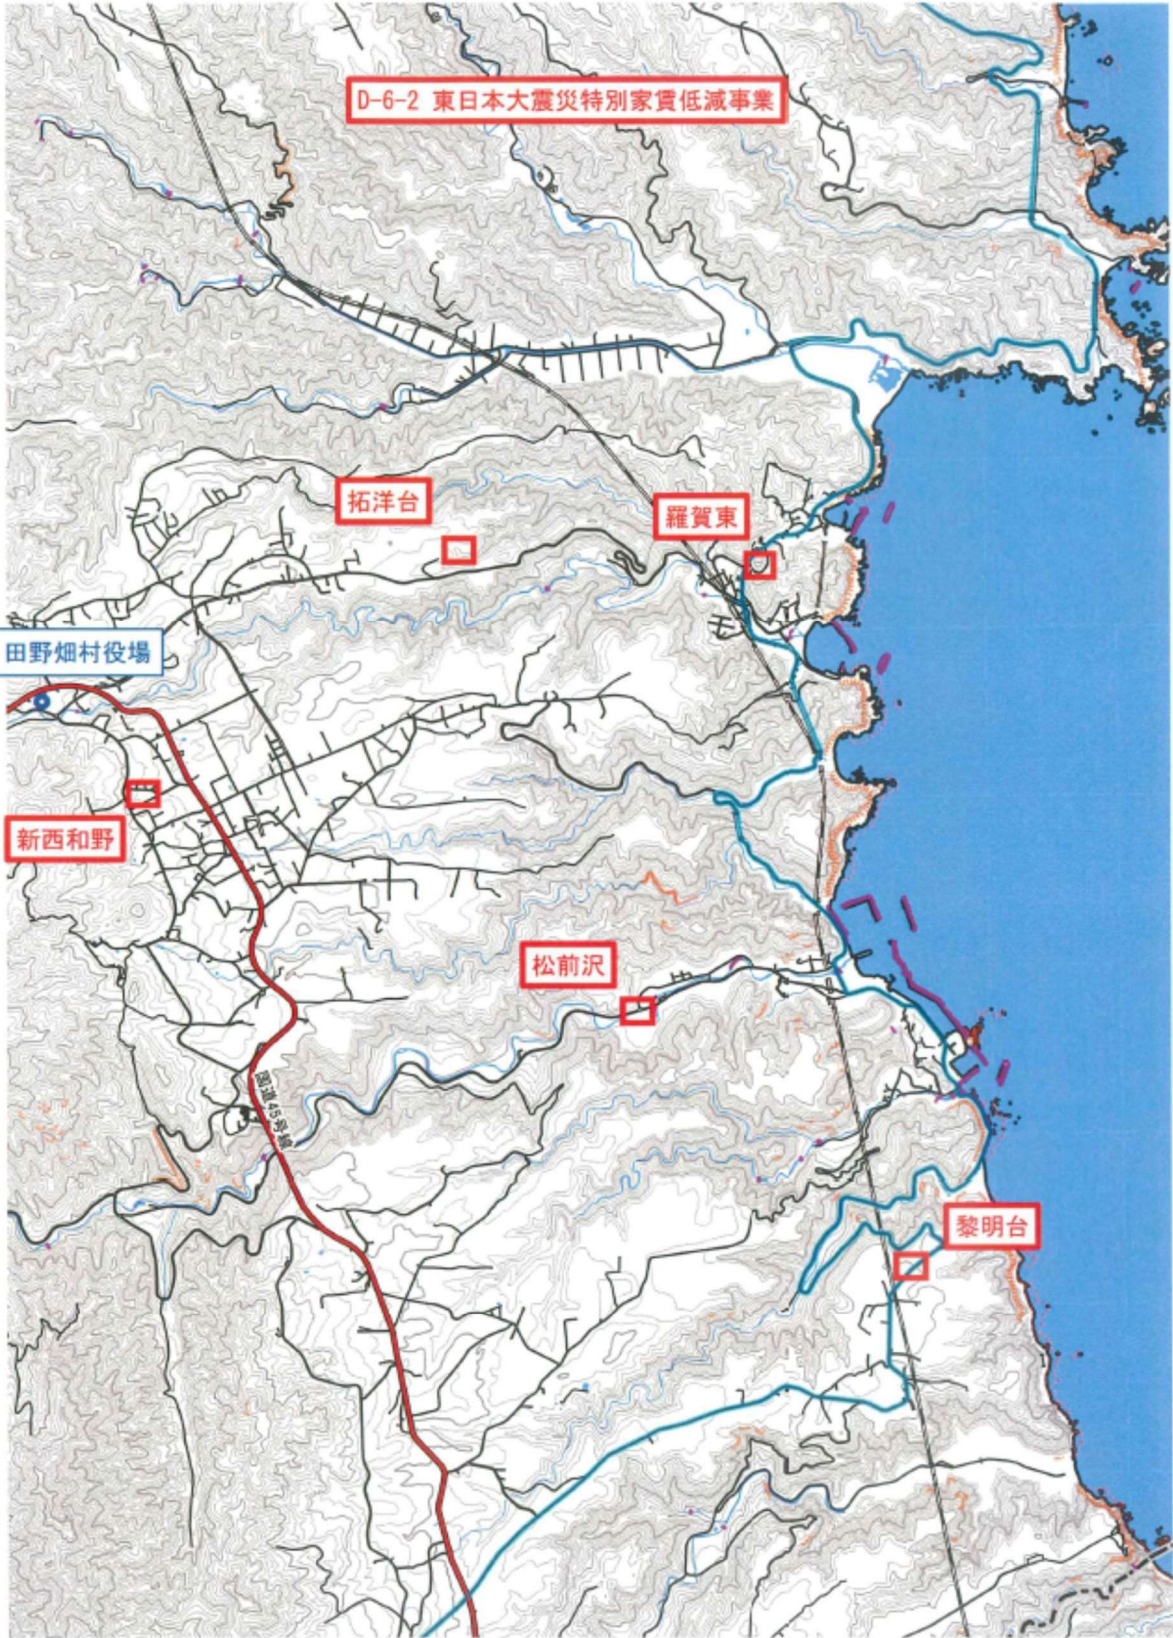 D-6-2 東日本大震災特別家賃低減事業
拓洋台
羅賀東
田野畑村役場
新西和野
松前沢
国道45号線
黎明台